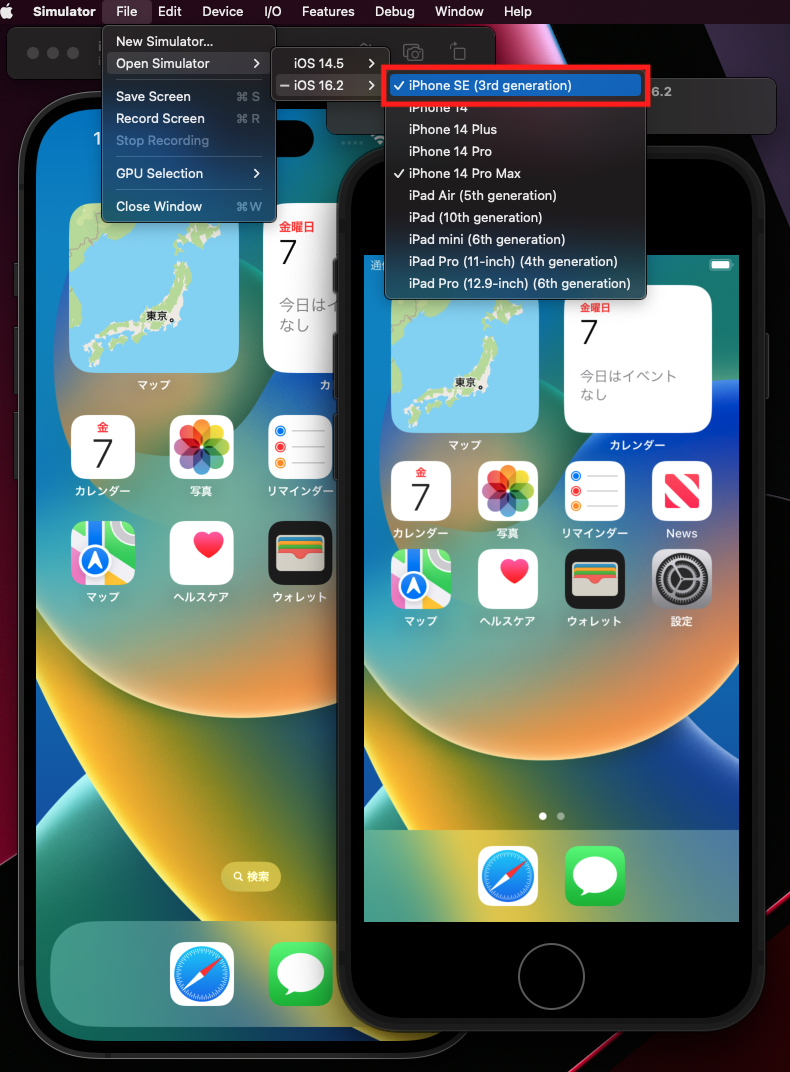 Simulator File Edit Device I/O Features Debug Window Help
New Simulator...
Open Simulator
Save Screen ⌘ S
Record Screen ⌘ R
Stop Recording
GPU Selection
Close Window ⌘ W
iOS 14.5
iOS 16.2
iPhone SE (3rd generation)
iPhone 14
iPhone 14 Plus
iPhone 14 Pro
iPhone 14 Pro Max
iPad Air (5th generation)
iPad (10th generation)
iPad mini (6th generation)
iPad Pro (11-inch) (4th generation)
iPad Pro (12.9-inch) (6th generation)
6.2
1
東京
マップ
金曜日
7
今日はイ
なし
カ
金
7
カレンダー
写真
リマインダー
マップ
ヘルスケア
ウォレット
検索
通信
東京
マップ
金曜日
7
今日はイベント
なし
カレンダー
金
7
カレンダー
写真
リマインダー
News
マップ
ヘルスケア
ウォレット
設定